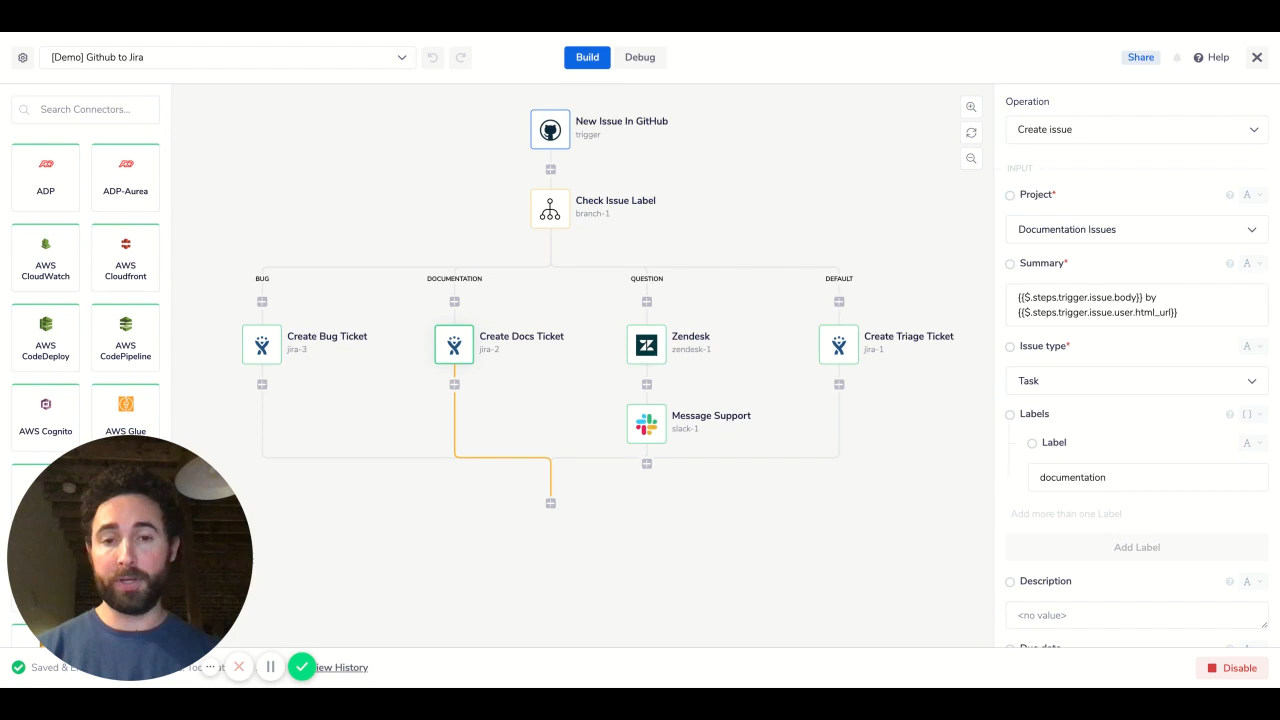 [Demo] Github to Jira
Build
Debug
Share
Help
Search Connectors...
ADP
ADP-Aurea
AWS
CloudWatch
AWS
Cloudfront
AWS
CodeDeploy
AWS
CodePipeline
AWS Cognito
AWS Glue
New Issue In GitHub
trigger
Check Issue Label
branch-1
BUG
DOCUMENTATION
QUESTION
DEFAULT
Create Bug Ticket
jira-3
Create Docs Ticket
jira-2
Zendesk
zendesk-1
Create Triage Ticket
jira-1
Message Support
slack-1
Operation
Create issue
INPUT
Project*
A
Documentation Issues
Summary*
A
{{$.steps.trigger.issue.body}} by
{{$.steps.trigger.issue.user.html_url}}
Issue type*
A
Task
Labels
[ ]
Label
A
documentation
Add more than one Label
Add Label
Description
A
<no value>
Saved &
View History
Disable